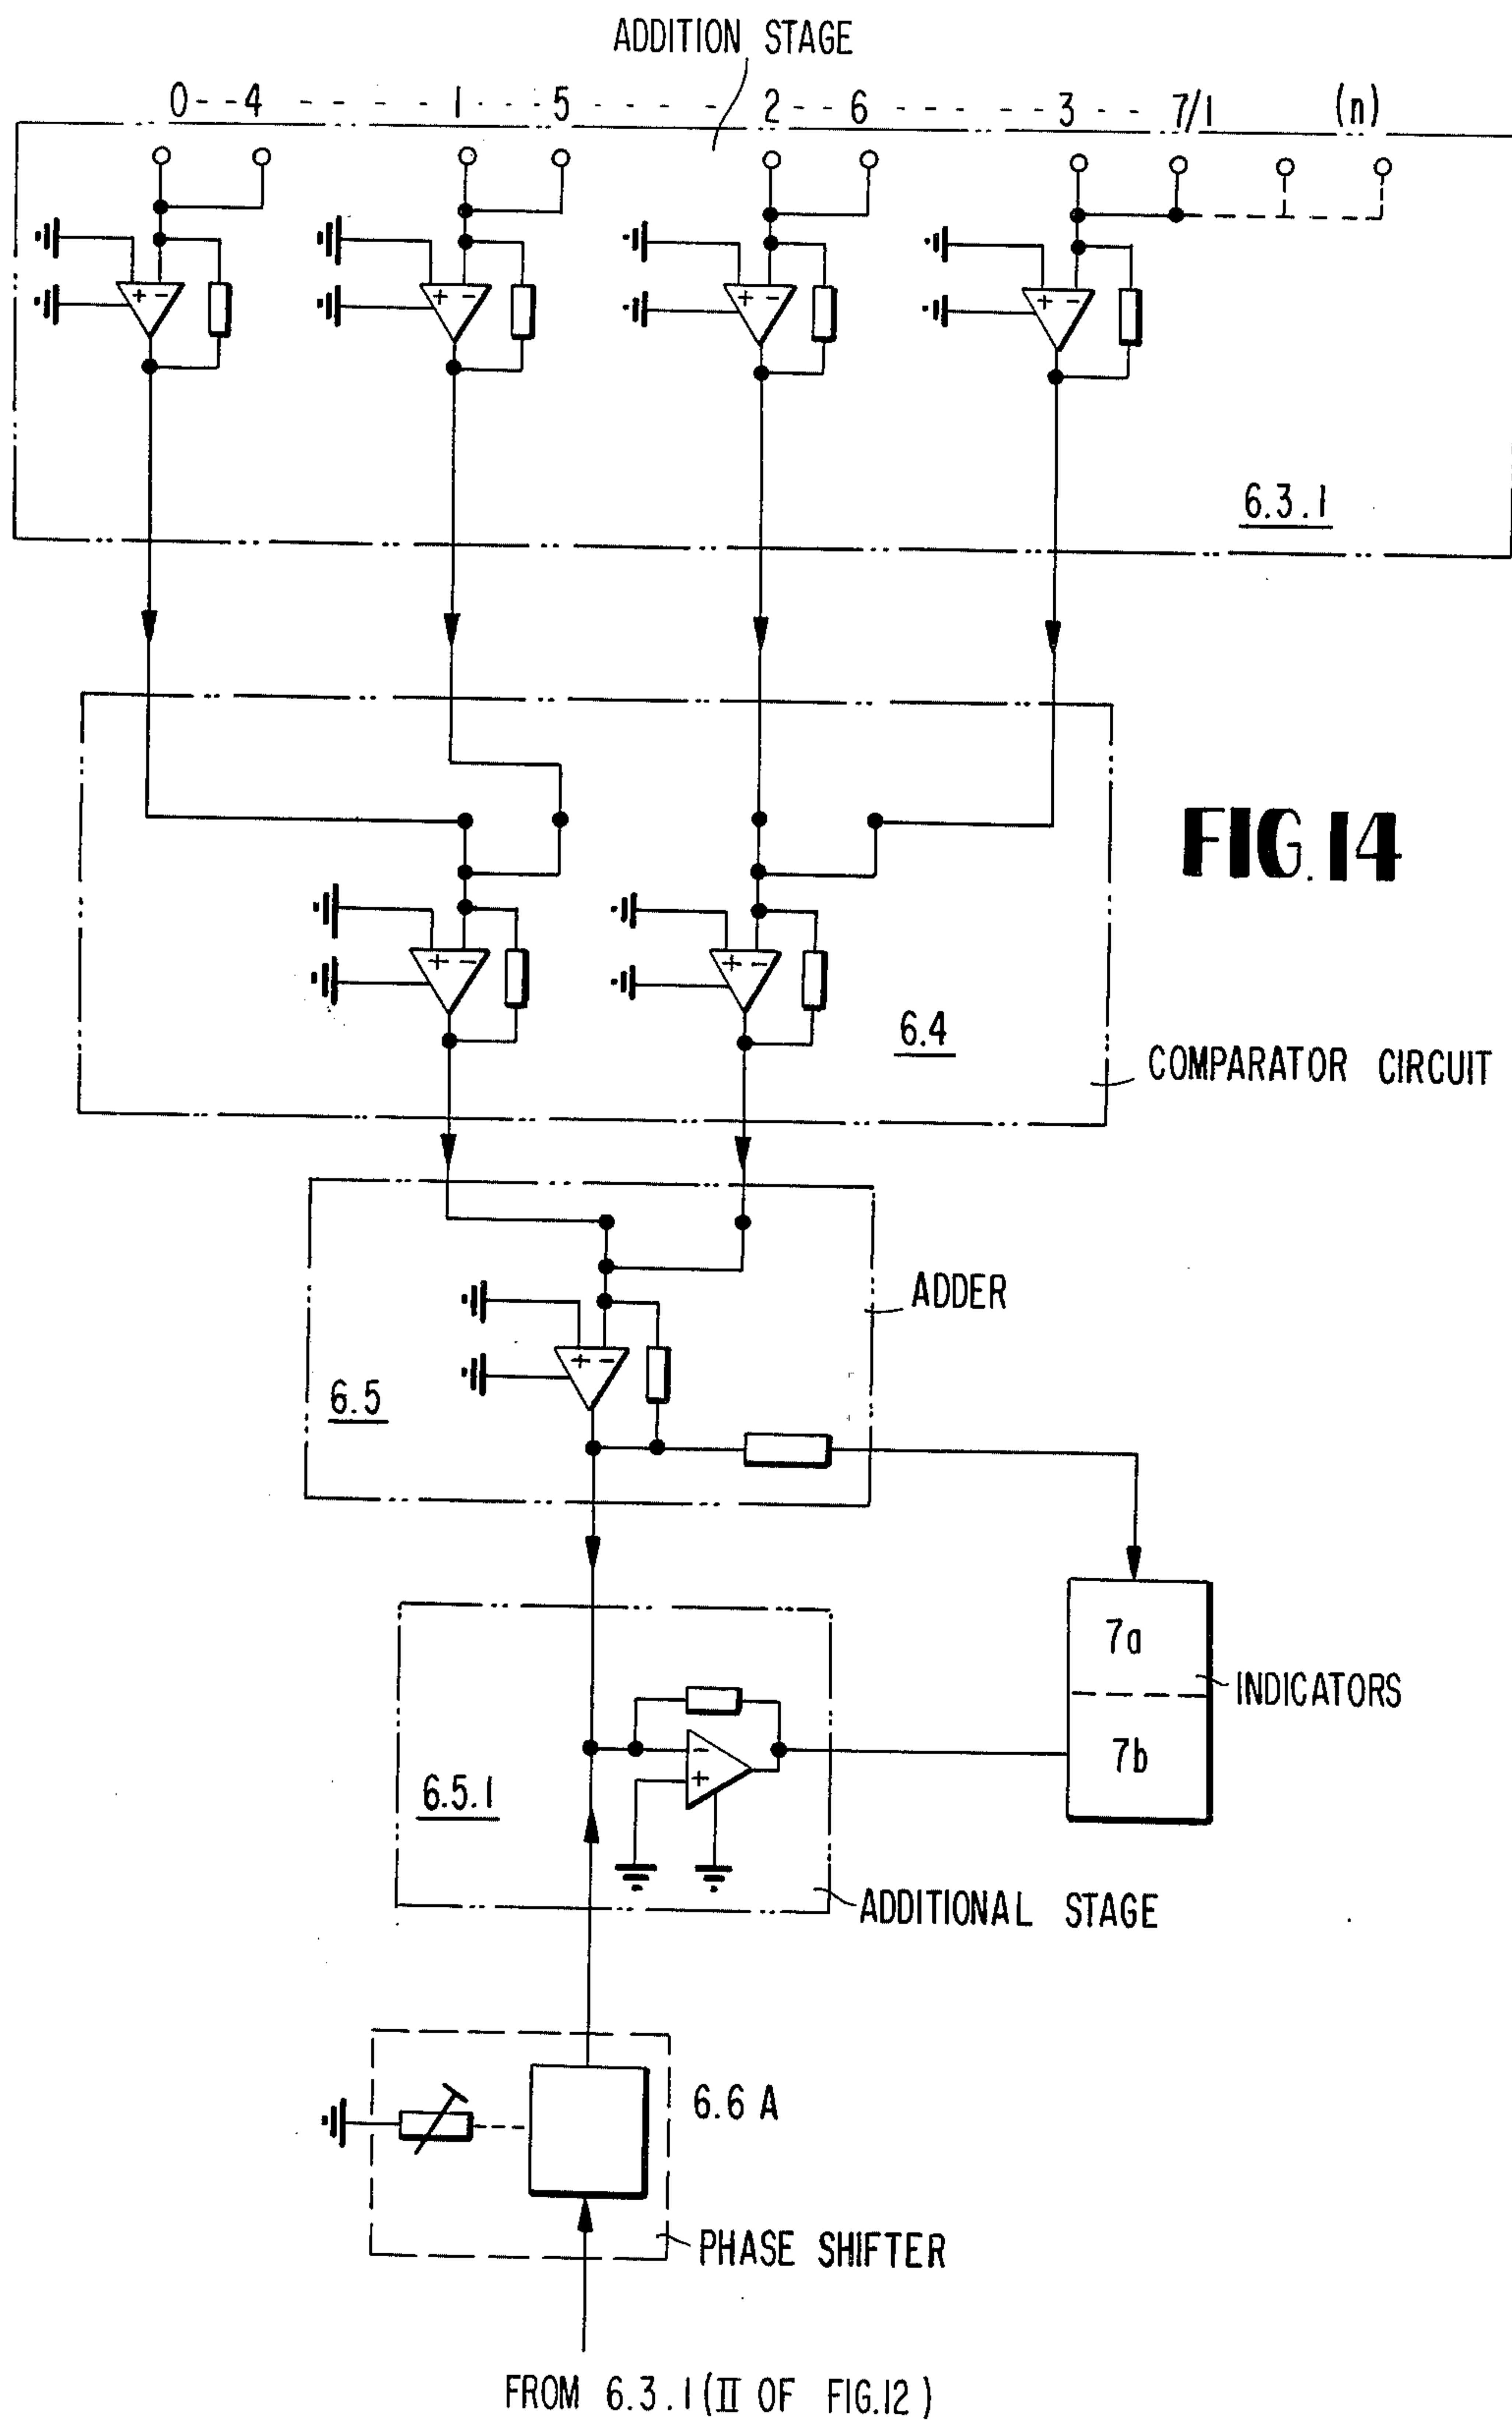 ADDITION STAGE
0--4 ----1---5-----2--6-----3---7/1 (n)
+ - + - + - + -
6.3.1
FIG. 14
+ - + -
6.4
COMPARATOR CIRCUIT
ADDER
+ -
6.5
7a
INDICATORS
-
7b
+
6.5.1
ADDITIONAL STAGE
6.6 A
PHASE SHIFTER
FROM 6.3.1 (II OF FIG.12)